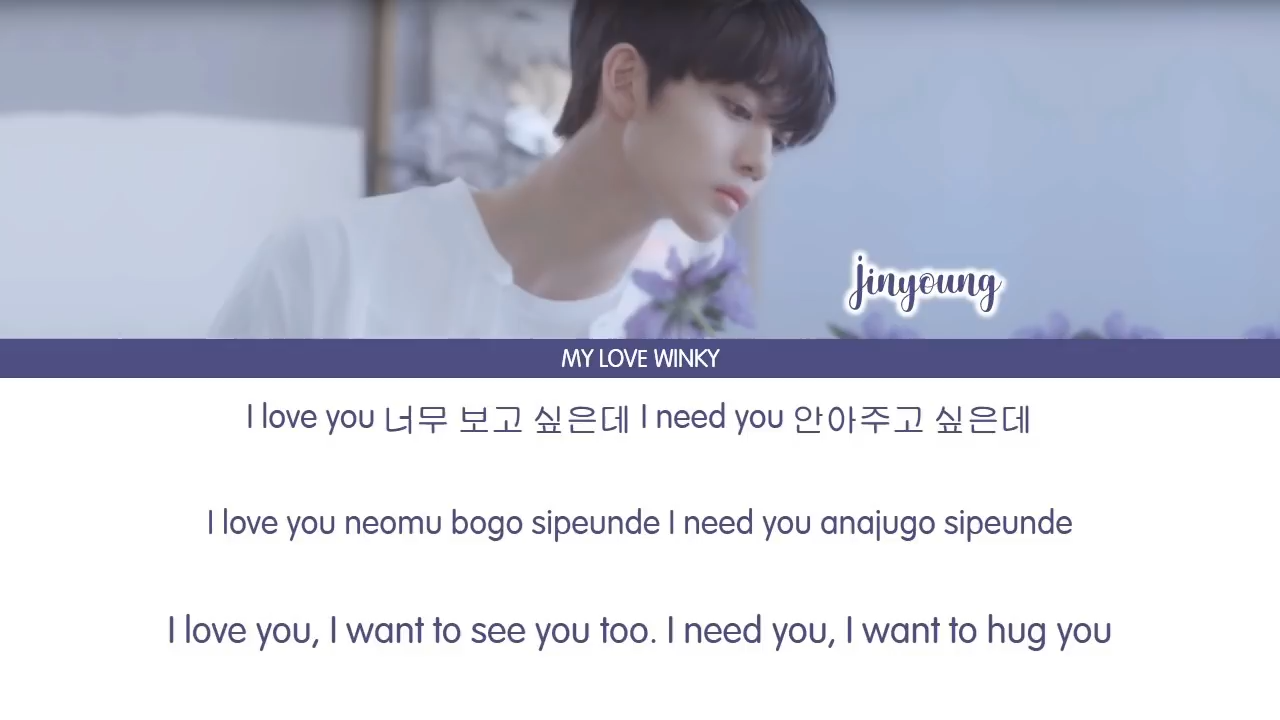 jinyoung
MY LOVE WINKY
I love you 너무 보고 싶은데 I need you 안아주고 싶은데
I love you neomu bogo sipeunde I need you anajugo sipeunde
I love you, I want to see you too. I need you, I want to hug you